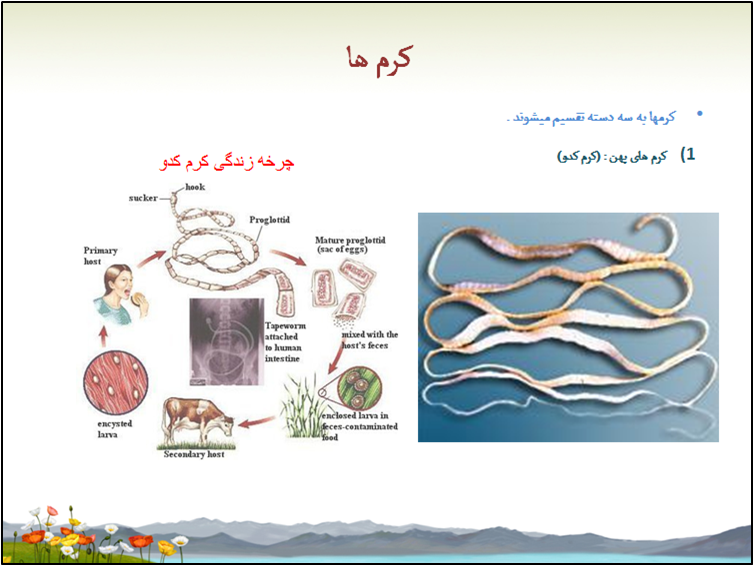 کرم ها
• کرمها به سه دسته تقسیم میشوند .
1) کرم های پهن : (کرم کدو)
چرخه زندگی کرم کدو
hook
sucker
Proglottid
Mature proglottid
(sac of eggs)
Primary
host
Tapeworm
attached
to human
intestine
mixed with the
host's feces
encysted
larva
enclosed larva in
feces-contaminated
food
Secondary host